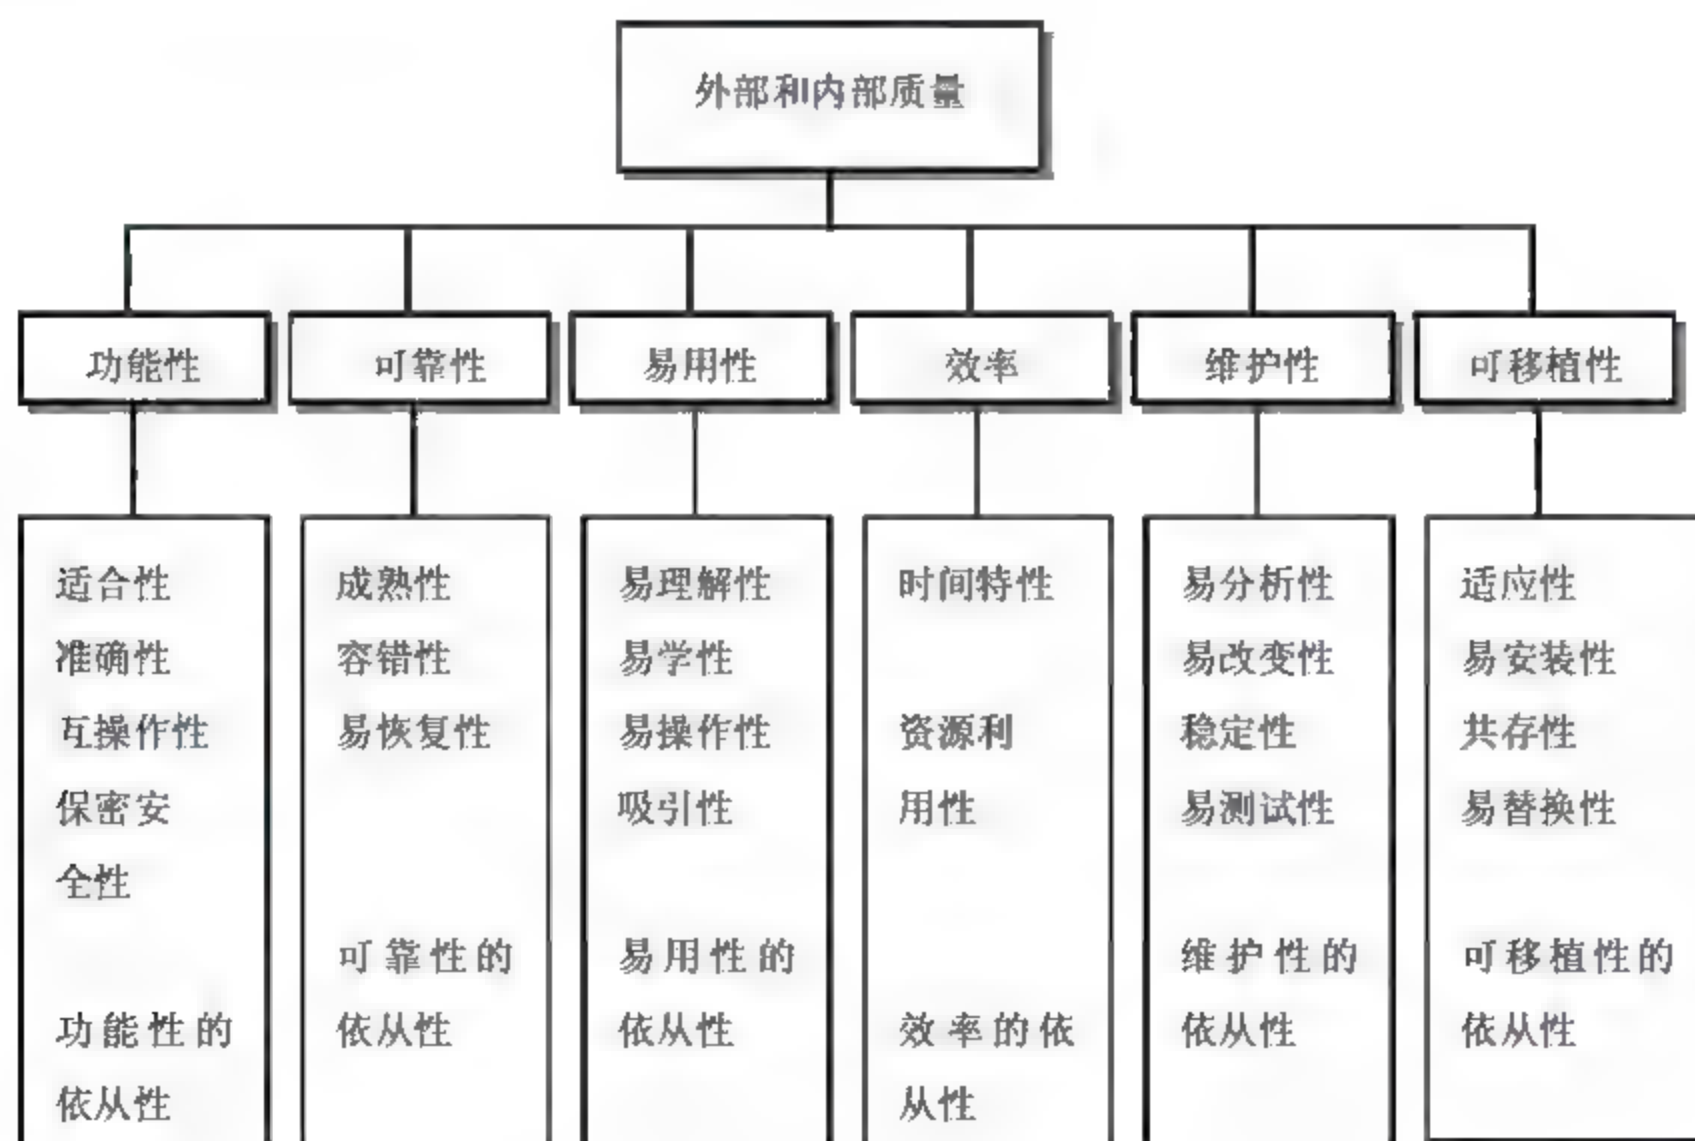 外部和内部质量
功能性
可靠性
易用性
效率
维护性
可移植性
适合性
准确性
互操作性
保密安
全性
功能性的
依从性
成熟性
容错性
易恢复性
可靠性的
依从性
易理解性
易学性
易操作性
吸引性
易用性的
依从性
时间特性
资源利
用性
效率的依
从性
易分析性
易改变性
稳定性
易测试性
维护性的
依从性
适应性
易安装性
共存性
易替换性
可移植性的
依从性